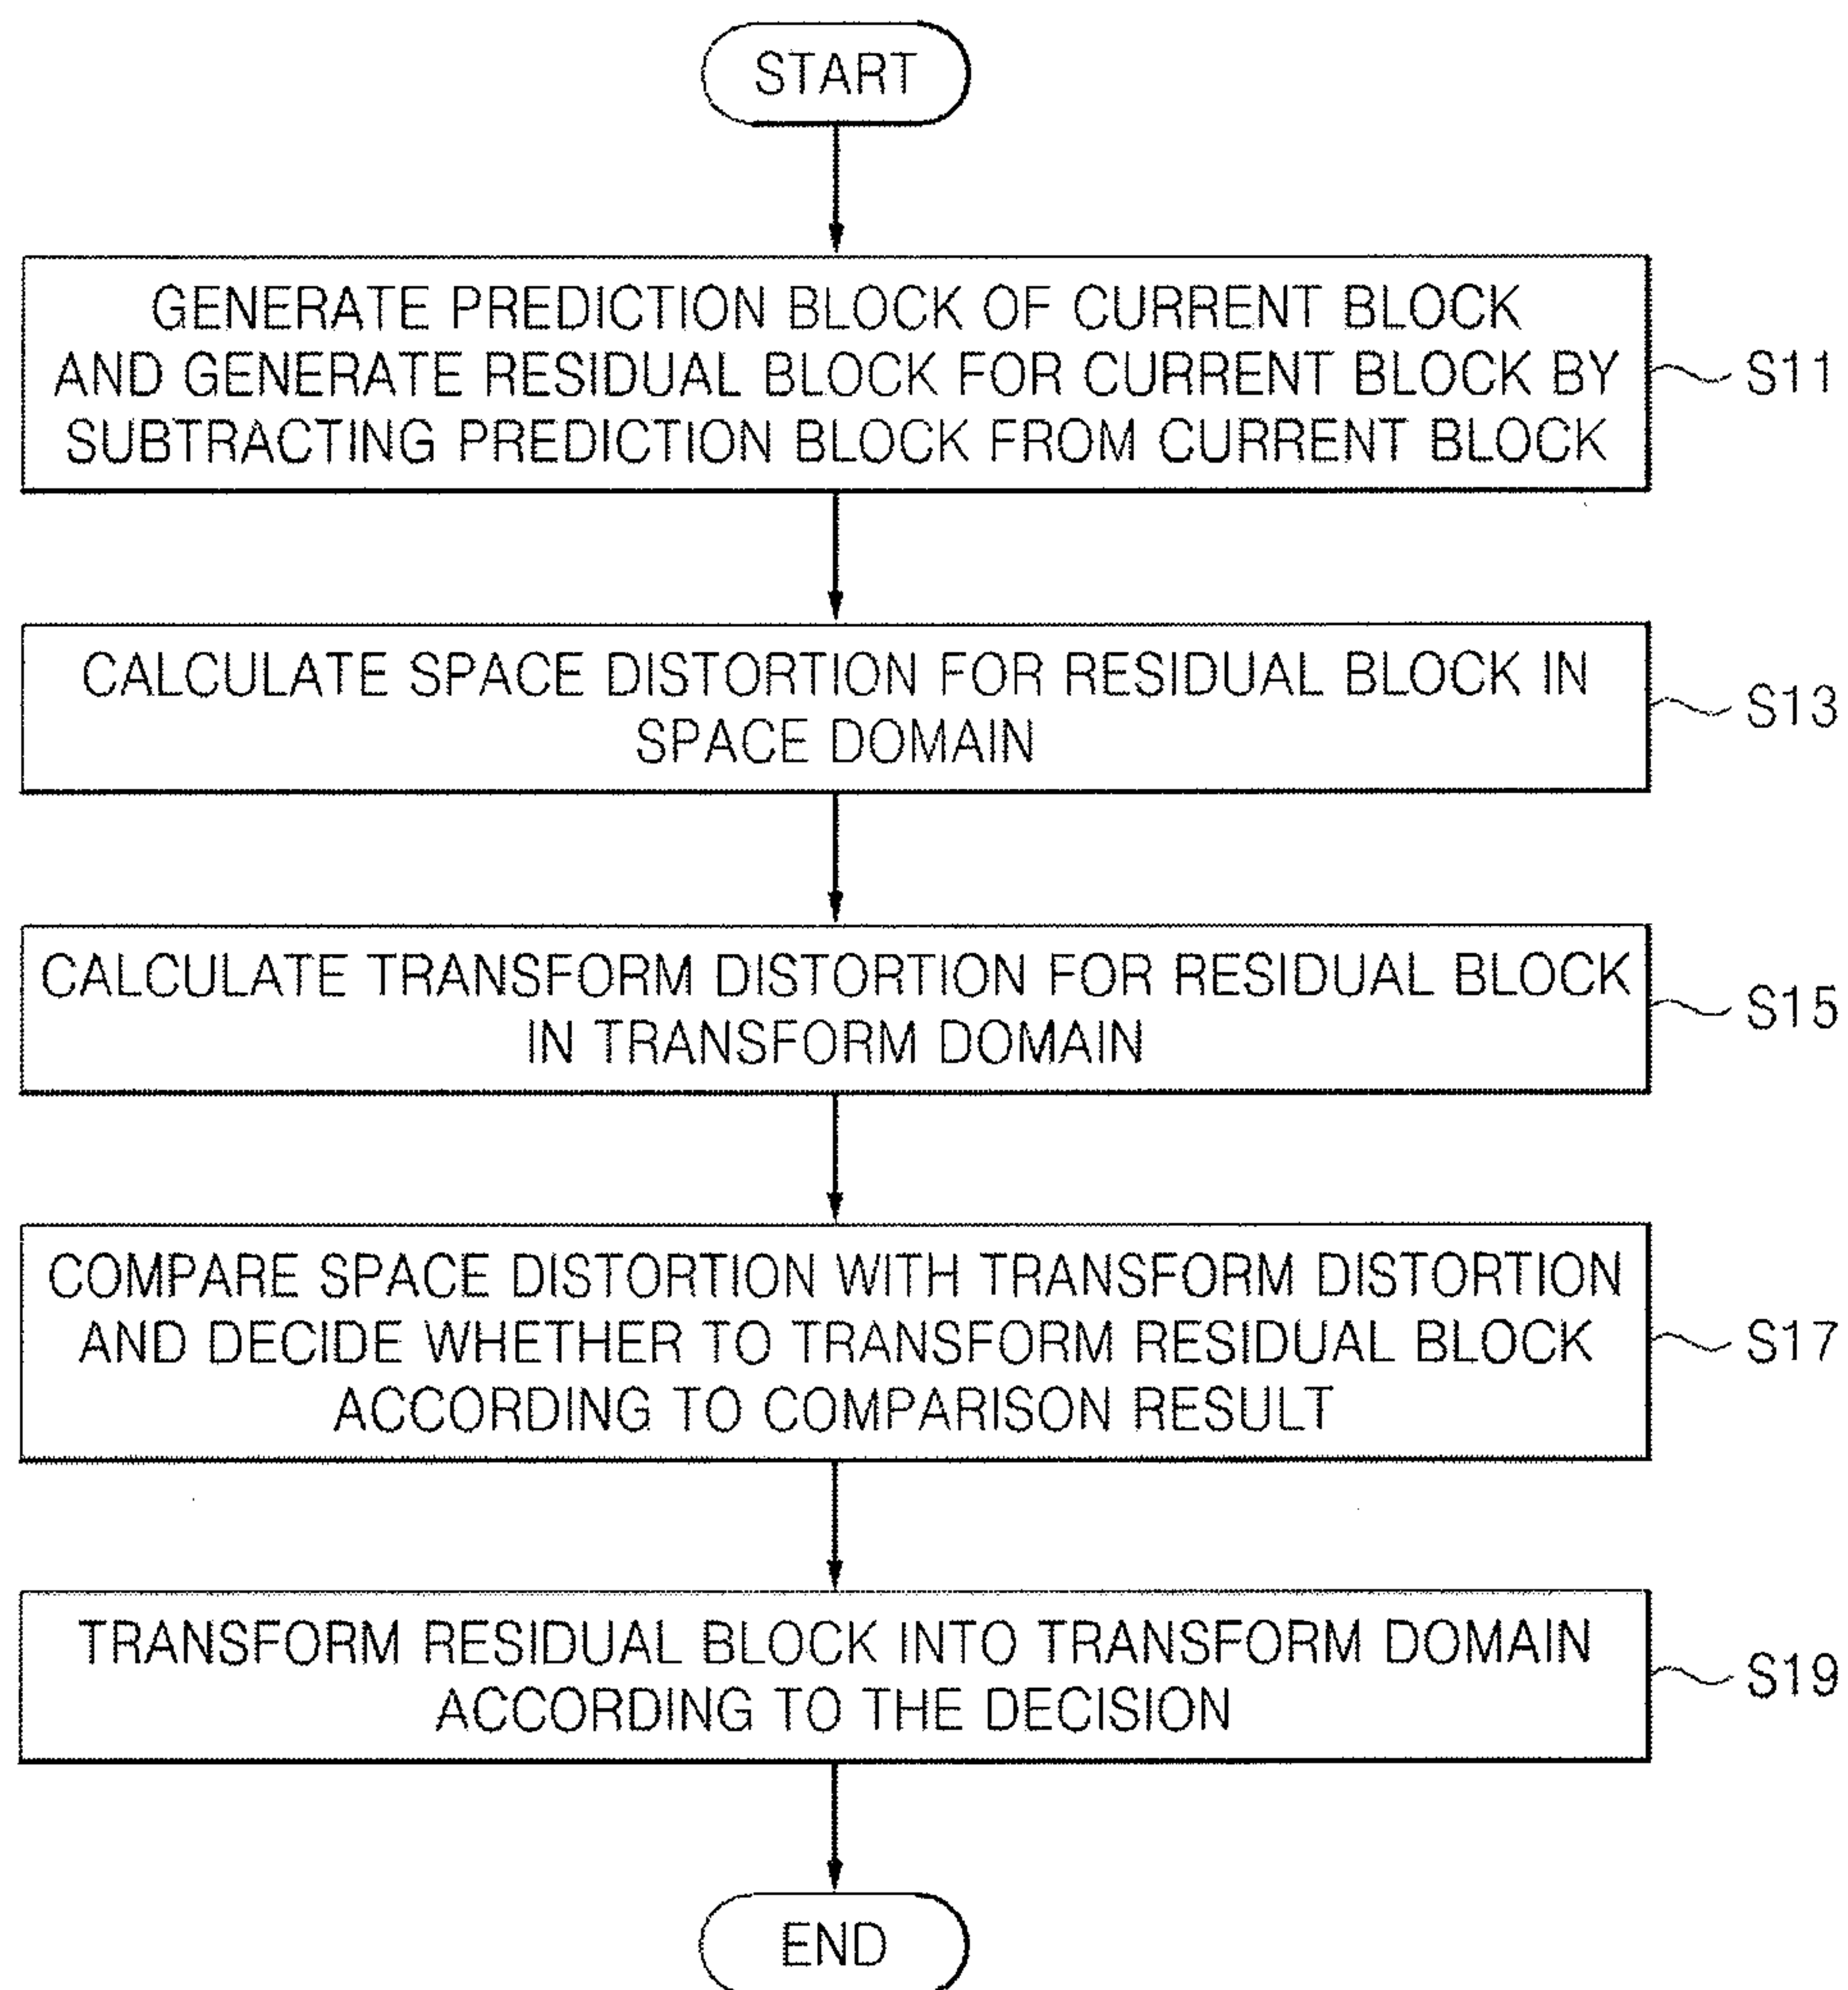 START
GENERATE PREDICTION BLOCK OF CURRENT BLOCK
AND GENERATE RESIDUAL BLOCK FOR CURRENT BLOCK BY
SUBTRACTING PREDICTION BLOCK FROM CURRENT BLOCK
S11
CALCULATE SPACE DISTORTION FOR RESIDUAL BLOCK IN
SPACE DOMAIN
S13
CALCULATE TRANSFORM DISTORTION FOR RESIDUAL BLOCK
IN TRANSFORM DOMAIN
S15
COMPARE SPACE DISTORTION WITH TRANSFORM DISTORTION
AND DECIDE WHETHER TO TRANSFORM RESIDUAL BLOCK
ACCORDING TO COMPARISON RESULT
S17
TRANSFORM RESIDUAL BLOCK INTO TRANSFORM DOMAIN
ACCORDING TO THE DECISION
S19
END